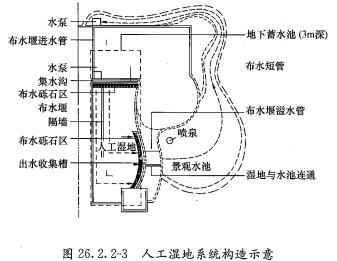 水泵
布水堰进水管
地下蓄水池 (3m深)
布水短管
水泵
集水沟
布水砾石区
布水堰
隔墙
布水堰溢水管
喷泉
布水砾石区
人工湿地
景观水池
出水收集槽
湿地与水池连通
图 26.2.2-3 人工湿地系统构造示意